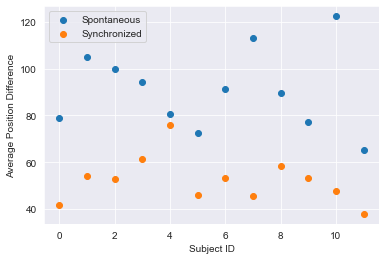 Spontaneous
Synchronized
Average Position Difference
120
100
80
60
40
0 2 4 6 8 10
Subject ID